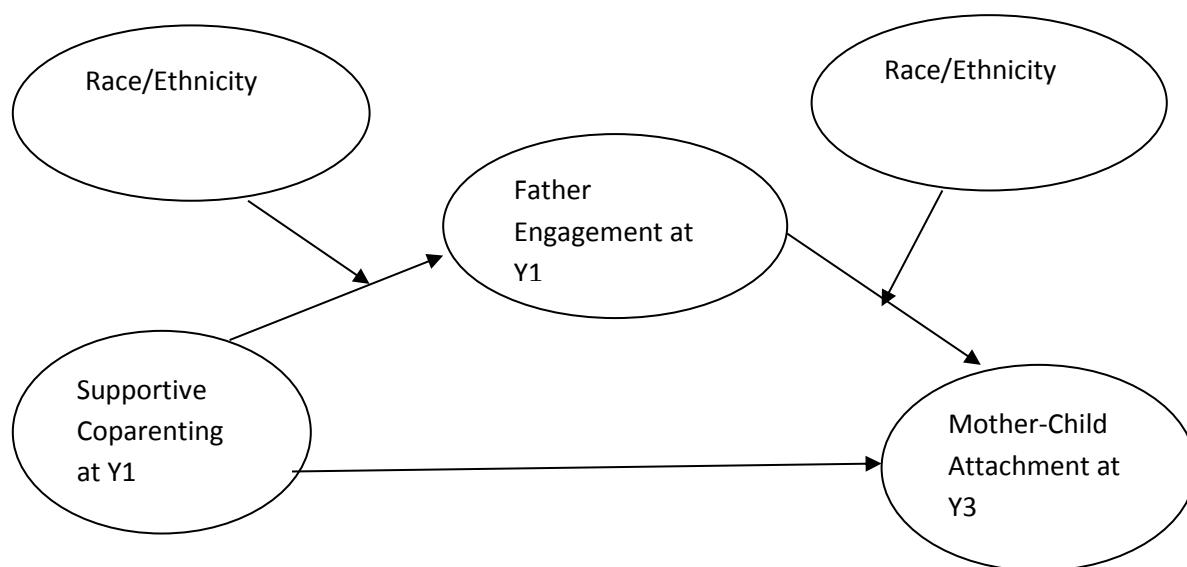 Race/Ethnicity
Race/Ethnicity
Father
Engagement at
Y1
Supportive
Coparenting
at Y1
Mother-Child
Attachment at
Y3